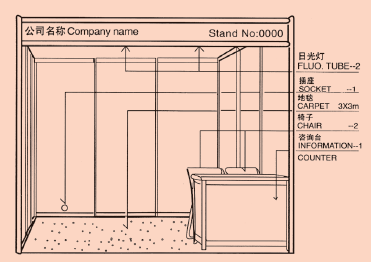 公司名称 Company name Stand No:0000
日光灯
FLUO. TUBE--2
插座
SOCKET --1
地毯
CARPET 3X3m
椅子
CHAIR --2
咨询台
INFORMATION--1
COUNTER